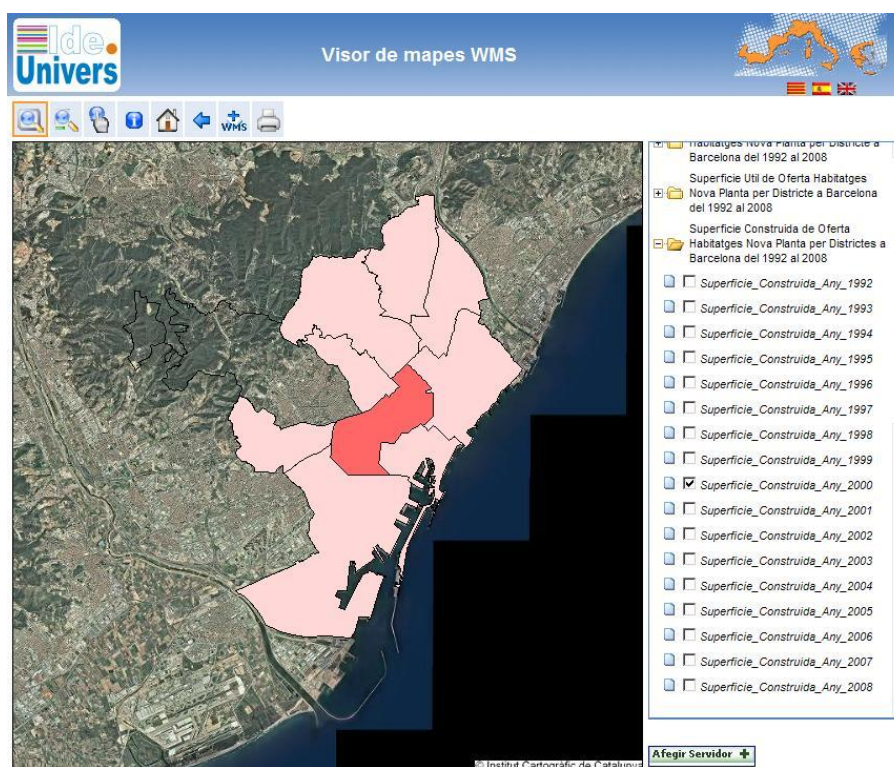 Ide.
Univers
Visor de mapes WMS
WMS
Habitatges Nova Planta per Districte a
Barcelona del 1992 al 2008
Superficie Util de Oferta Habitatges
Nova Planta per Districte a Barcelona
del 1992 al 2008
Superficie Construida de Oferta
Habitatges Nova Planta per Districtes a
Barcelona del 1992 al 2008
Superficie_Construida_Any_1992
Superficie_Construida_Any_1993
Superficie_Construida_Any_1994
Superficie_Construida_Any_1995
Superficie_Construida_Any_1996
Superficie_Construida_Any_1997
Superficie_Construida_Any_1998
Superficie_Construida_Any_1999
Superficie_Construida_Any_2000
Superficie_Construida_Any_2001
Superficie_Construida_Any_2002
Superficie_Construida_Any_2003
Superficie_Construida_Any_2004
Superficie_Construida_Any_2005
Superficie_Construida_Any_2006
Superficie_Construida_Any_2007
Superficie_Construida_Any_2008
Afegir Servidor
© Institut Cartogràfic de Catalunya